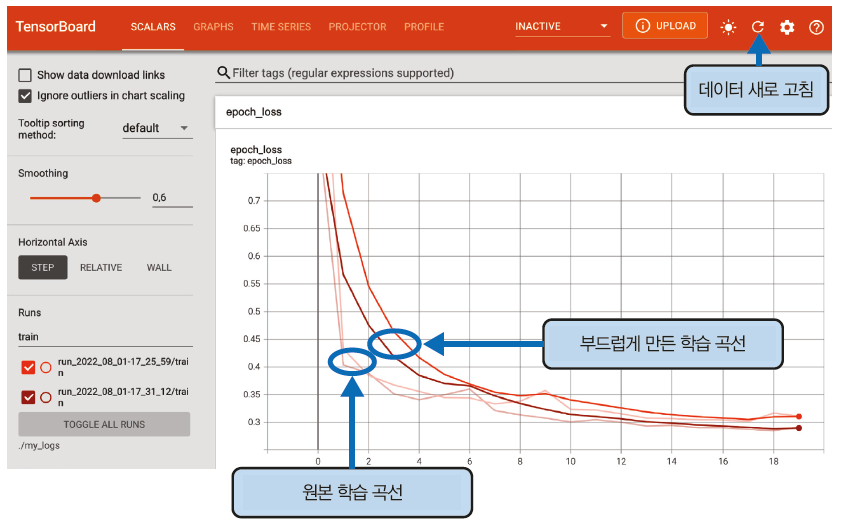 TensorBoard SCALARS GRAPHS TIME SERIES PROJECTOR PROFILE INACTIVE UPLOAD
데이터 새로 고침
Show data download links
Ignore outliers in chart scaling
Tooltip sorting
method: default
Smoothing
0,6
Horizontal Axis
STEP RELATIVE WALL
Runs
train
run_2022_08_01-17_25_59/trai
n
run_2022_08_01-17_31_12/trai
n
TOGGLE ALL RUNS
./my_logs
Filter tags (regular expressions supported)
epoch_loss
epoch_loss
tag: epoch_loss
0.7
0.65
0.6
0.55
0.5
0.45
0.4
0.35
0.3
0 2 4 6 8 10 12 14 16 18
부드럽게 만든 학습 곡선
원본 학습 곡선